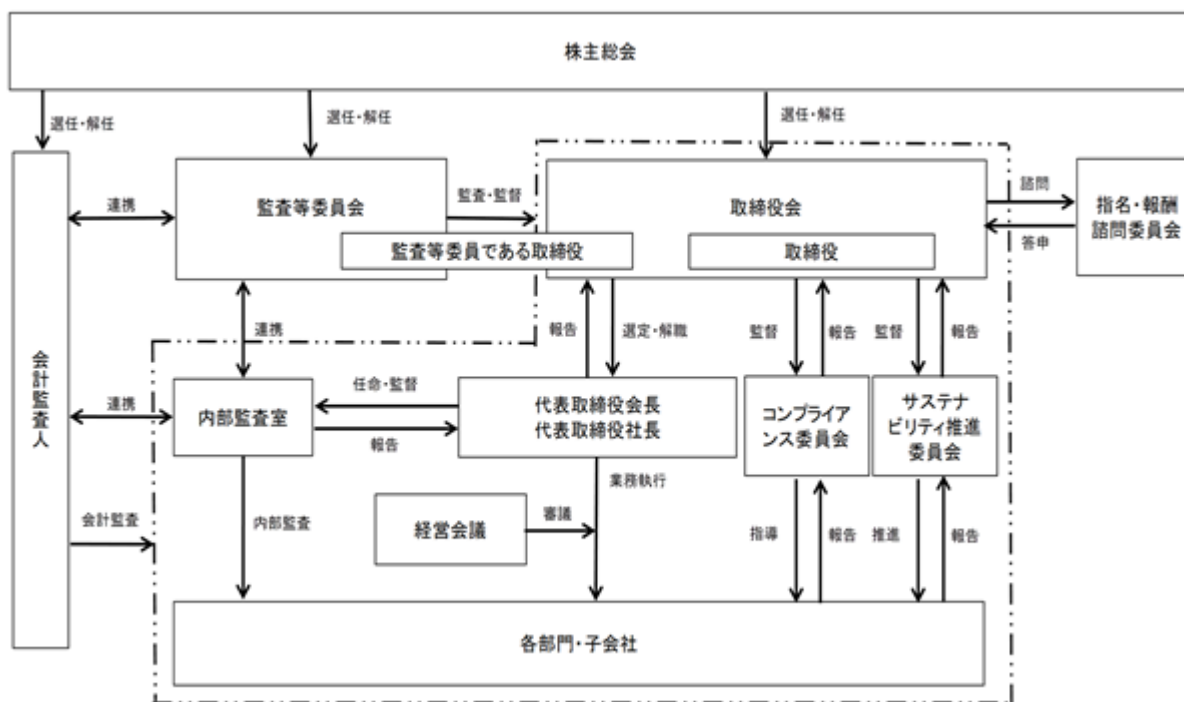 株主総会
選任・解任
選任・解任
選任・解任
監査等委員会
監査・監督
取締役会
諮問
指名・報酬
諮問委員会
答申
連携
監査等委員である取締役
取締役
連携
報告
選定・解職
監督
報告
監督
報告
会計監査人
連携
内部監査室
任命・監督
報告
代表取締役会長
代表取締役社長
コンプライア
ンス委員会
サステナ
ビリティ推進
委員会
業務執行
会計監査
内部監査
経営会議
審議
指導
報告
推進
報告
各部門・子会社